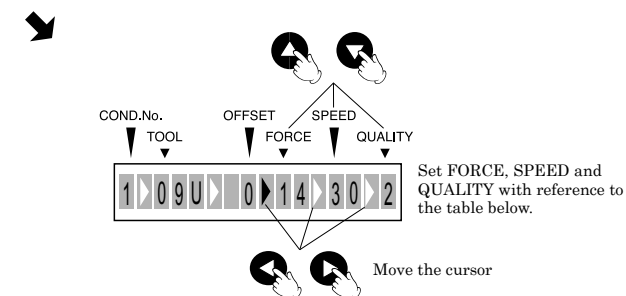 COND.No. OFFSET SPEED
TOOL FORCE QUALITY
1 09U 0 14 30 2
Set FORCE, SPEED and
QUALITY with reference to
the table below.
Move the cursor